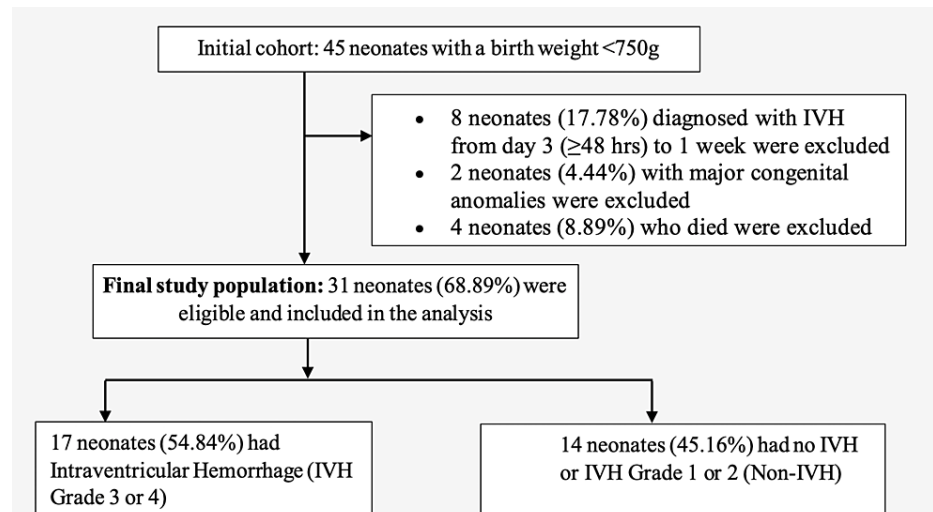 Initial cohort: 45 neonates with a birth weight <750g
• 8 neonates (17.78%) diagnosed with IVH
from day 3 (≥48 hrs) to 1 week were excluded
• 2 neonates (4.44%) with major congenital
anomalies were excluded
• 4 neonates (8.89%) who died were excluded
Final study population: 31 neonates (68.89%) were
eligible and included in the analysis
17 neonates (54.84%) had
Intraventricular Hemorrhage (IVH
Grade 3 or 4)
14 neonates (45.16%) had no IVH
or IVH Grade 1 or 2 (Non-IVH)